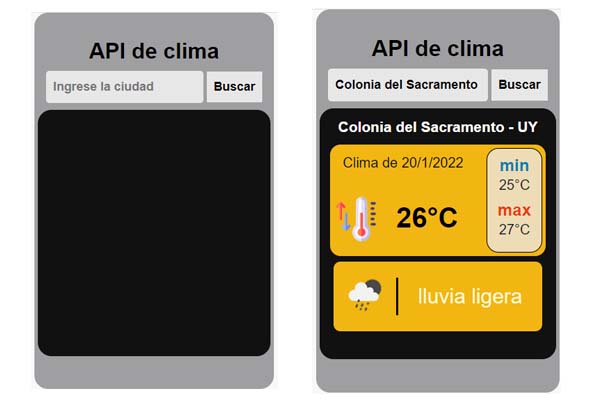 API de clima
Ingrese la ciudad
Buscar
API de clima
Colonia del Sacramento
Buscar
Colonia del Sacramento - UY
Clima de 20/1/2022
26°C
min
25°C
max
27°C
lluvia ligera